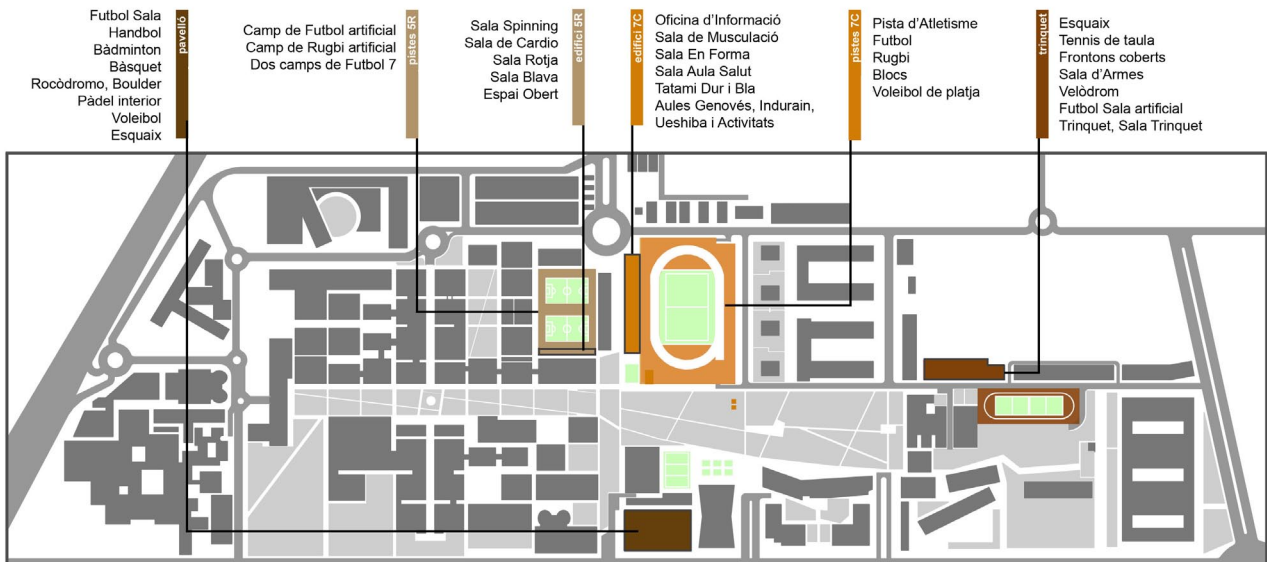 Futbol Sala
Handbol
Bàdminton
Bàsquet
Rocòdromo, Boulder
Pàdel interior
Voleibol
Esquaix
pavelló
Camp de Futbol artificial
Camp de Rugbi artificial
Dos camps de Futbol 7
pistes 5R
Sala Spinning
Sala de Cardio
Sala Rotja
Sala Blava
Espai Obert
edifici 5R
edifici 7C
Oficina d’Informació
Sala de Musculació
Sala En Forma
Sala Aula Salut
Tatami Dur i Bla
Aules Genovés, Indurain,
Ueshiba i Activitats
pistes 7C
Pista d’Atletisme
Futbol
Rugbi
Blocs
Voleibol de platja
trinquet
Esquaix
Tennis de taula
Frontons coberts
Sala d’Armes
Velòdrom
Futbol Sala artificial
Trinquet, Sala Trinquet